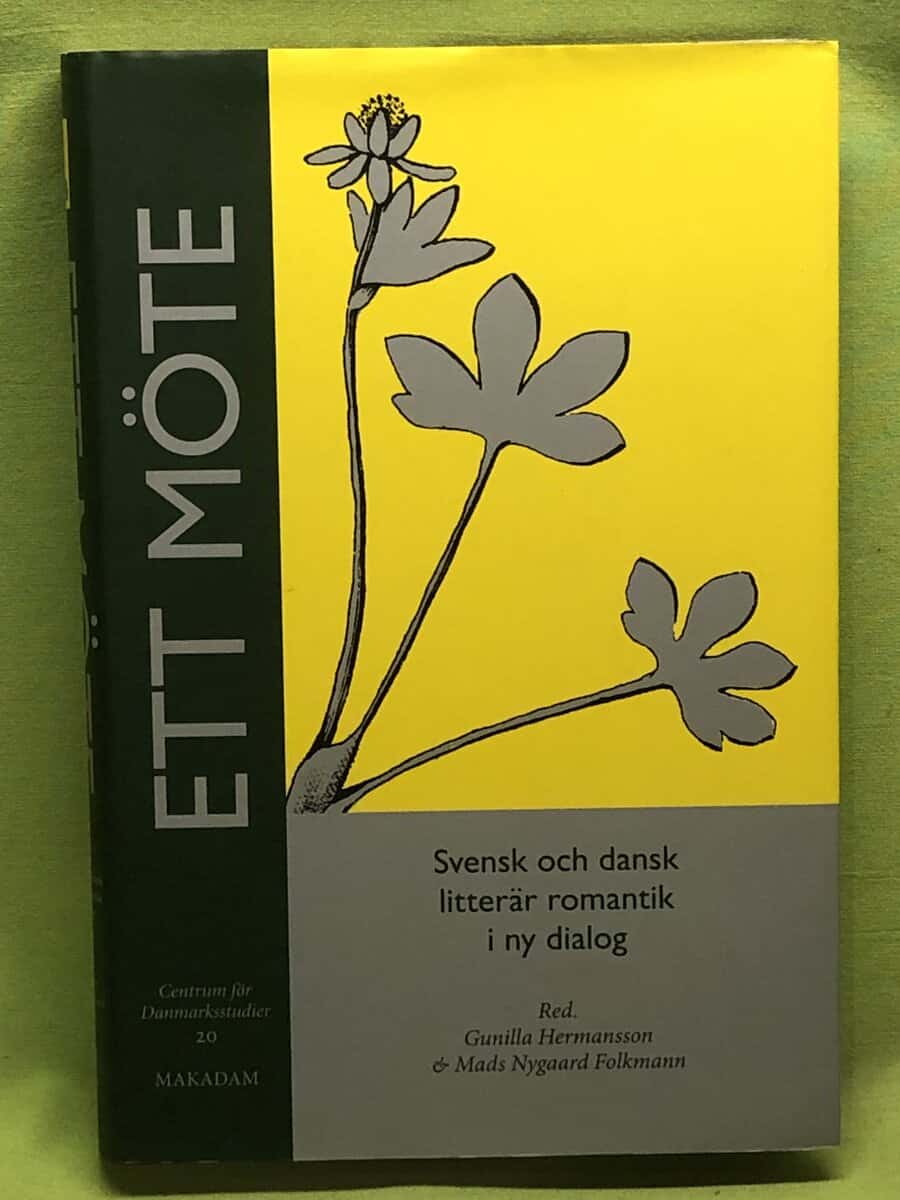 ETT MÖTE
Svensk och dansk
litterär romantik
i ny dialog
Red.
Gunilla Hermansson
& Mads Nygaard Folkmann
Centrum för
Danmarksstudier
20
MAKADAM